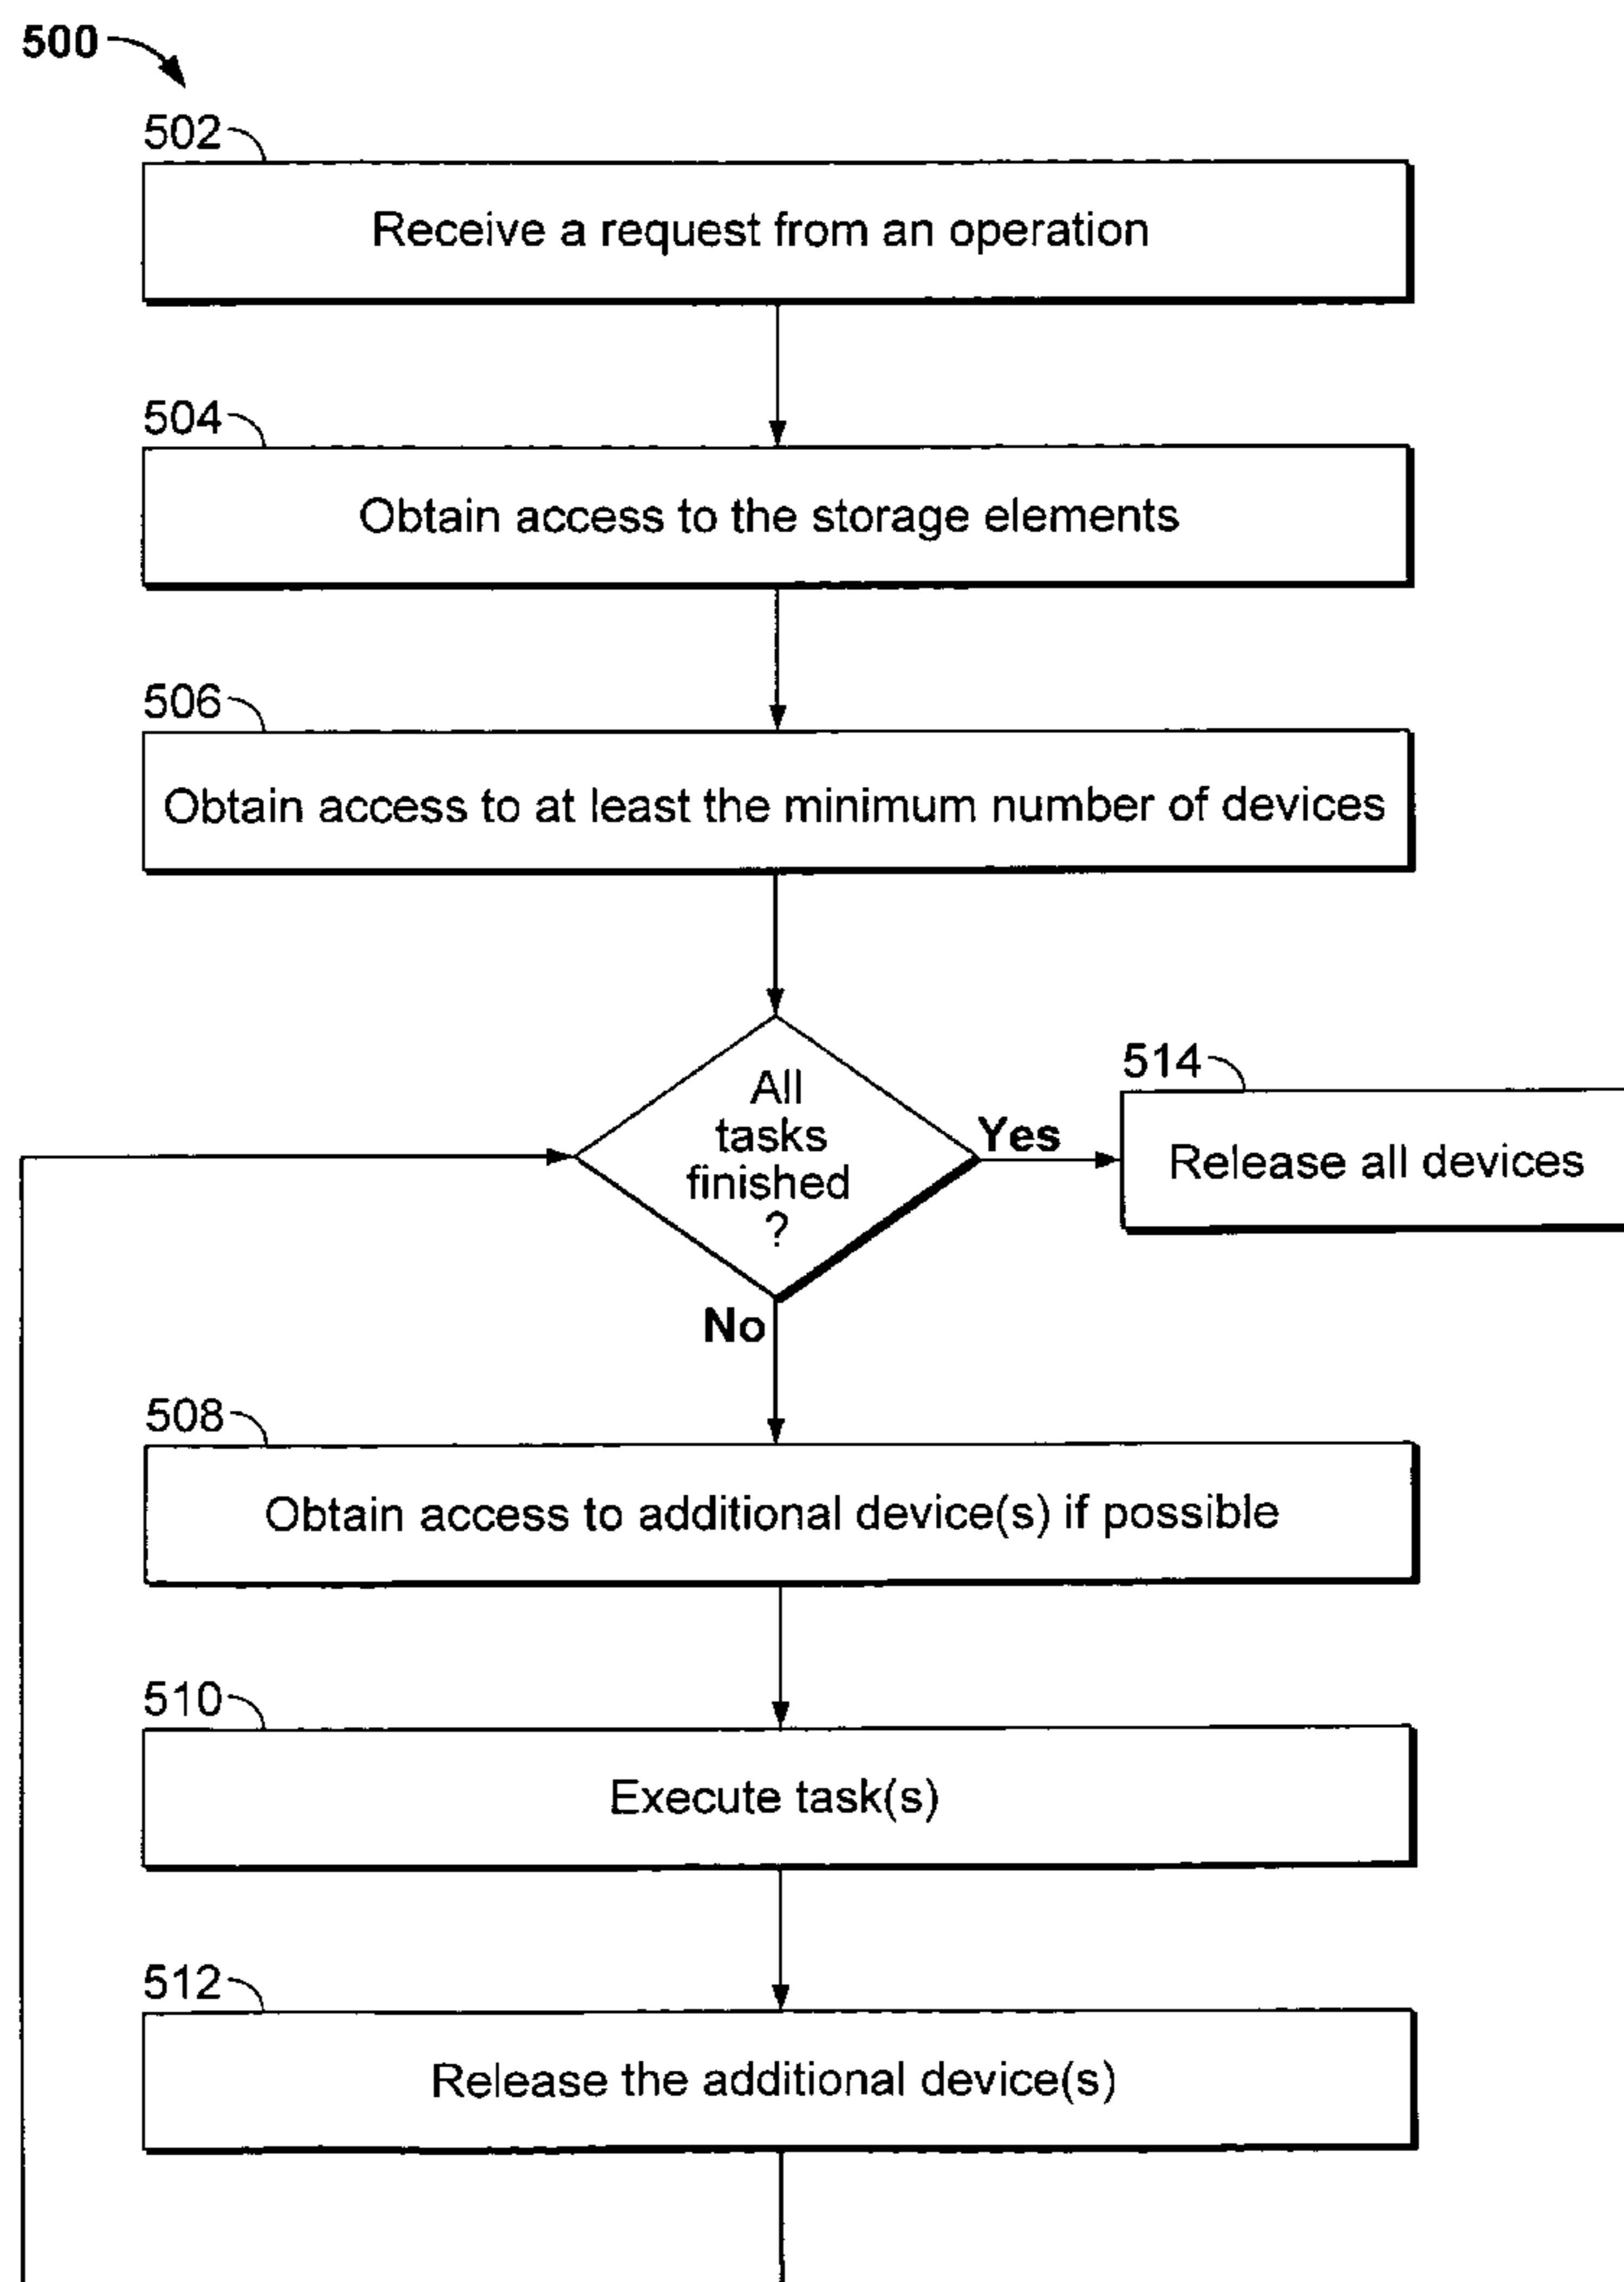 500
502
Receive a request from an operation
504
Obtain access to the storage elements
506
Obtain access to at least the minimum number of devices
All
tasks
finished
?
Yes
514
Release all devices
No
508
Obtain access to additional device(s) if possible
510
Execute task(s)
512
Release the additional device(s)